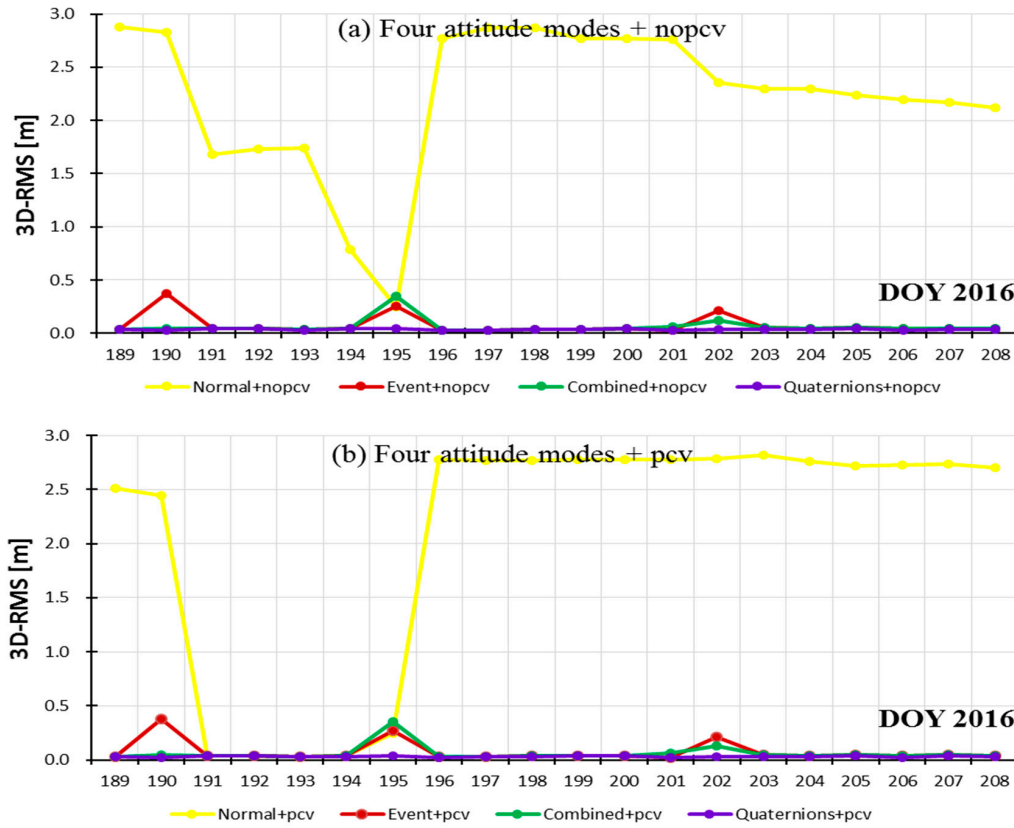 (a) Four attitude modes + nopcv
3D-RMS [m]
3.0
2.5
2.0
1.5
1.0
0.5
0.0
DOY 2016
189 190 191 192 193 194 195 196 197 198 199 200 201 202 203 204 205 206 207 208
Normal+nopcv Event+nopcv Combined+nopcv Quaternions+nopcv
(b) Four attitude modes + pcv
3D-RMS [m]
3.0
2.5
2.0
1.5
1.0
0.5
0.0
DOY 2016
189 190 191 192 193 194 195 196 197 198 199 200 201 202 203 204 205 206 207 208
Normal+pcv Event+pcv Combined+pcv Quaternions+pcv